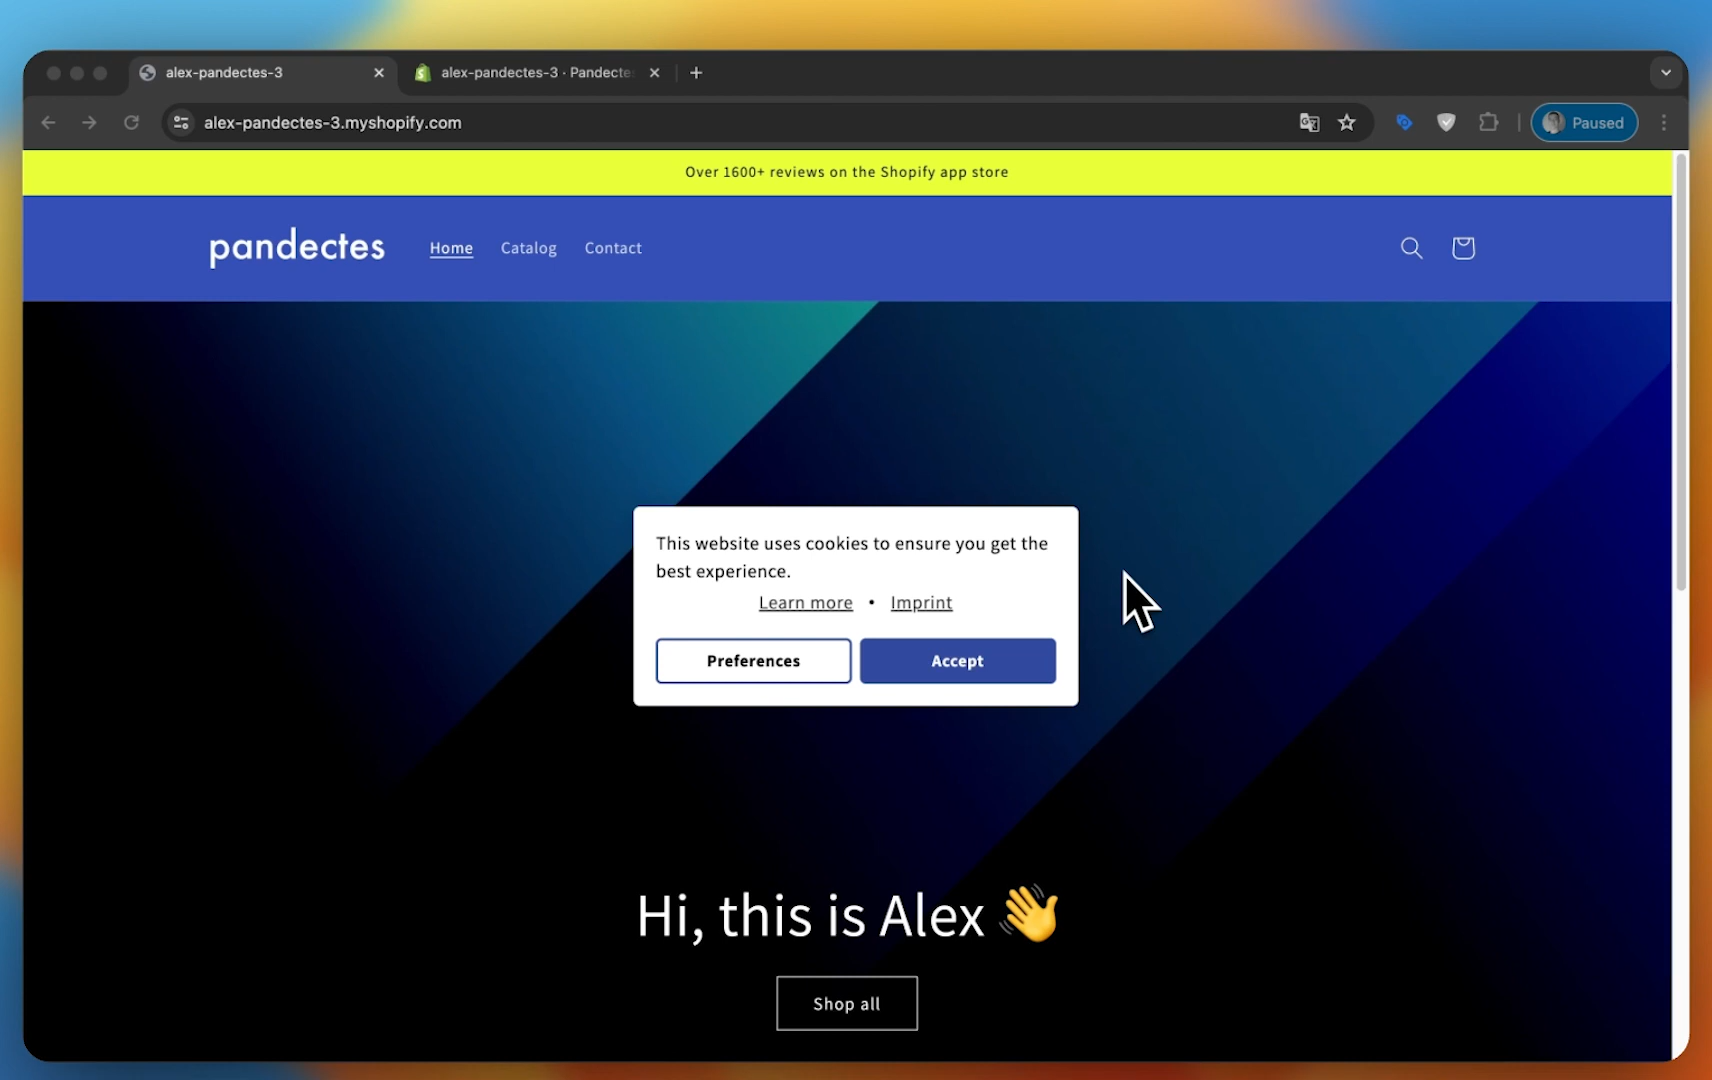 alex-pandectes-3
alex-pandectes-3 · Pandecte
alex-pandectes-3.myshopify.com
Paused
Over 1600+ reviews on the Shopify app store
pandectes
Home
Catalog
Contact
This website uses cookies to ensure you get the
best experience.
Learn more • Imprint
Preferences
Accept
Hi, this is Alex 👋
Shop all